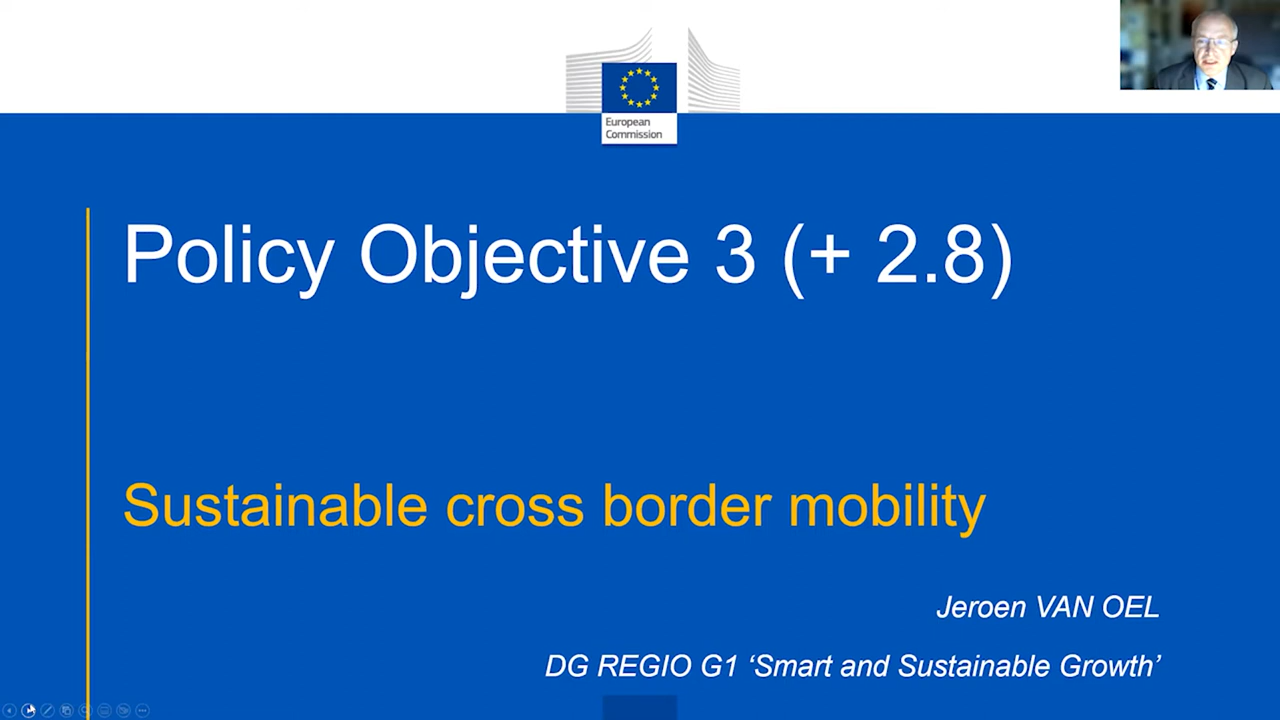 European
Commission
Policy Objective 3 (+ 2.8)
Sustainable cross border mobility
Jeroen VAN OEL
DG REGIO G1 ‘Smart and Sustainable Growth’